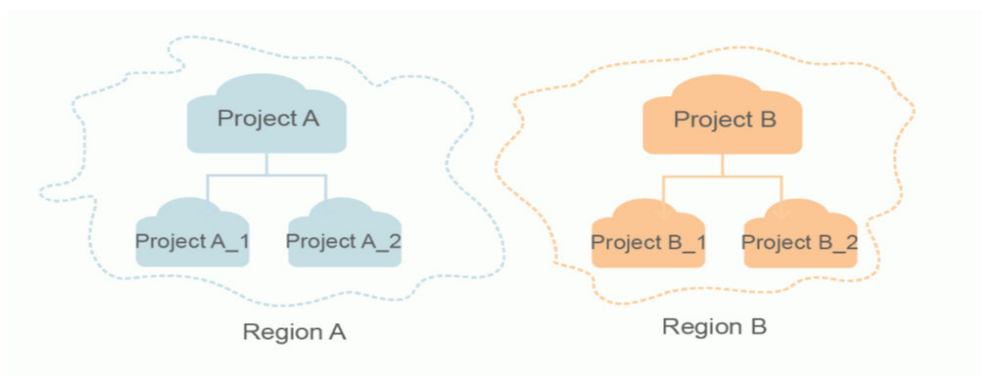 Project A
Project A_1
Project A_2
Region A
Project B
Project B_1
Project B_2
Region B